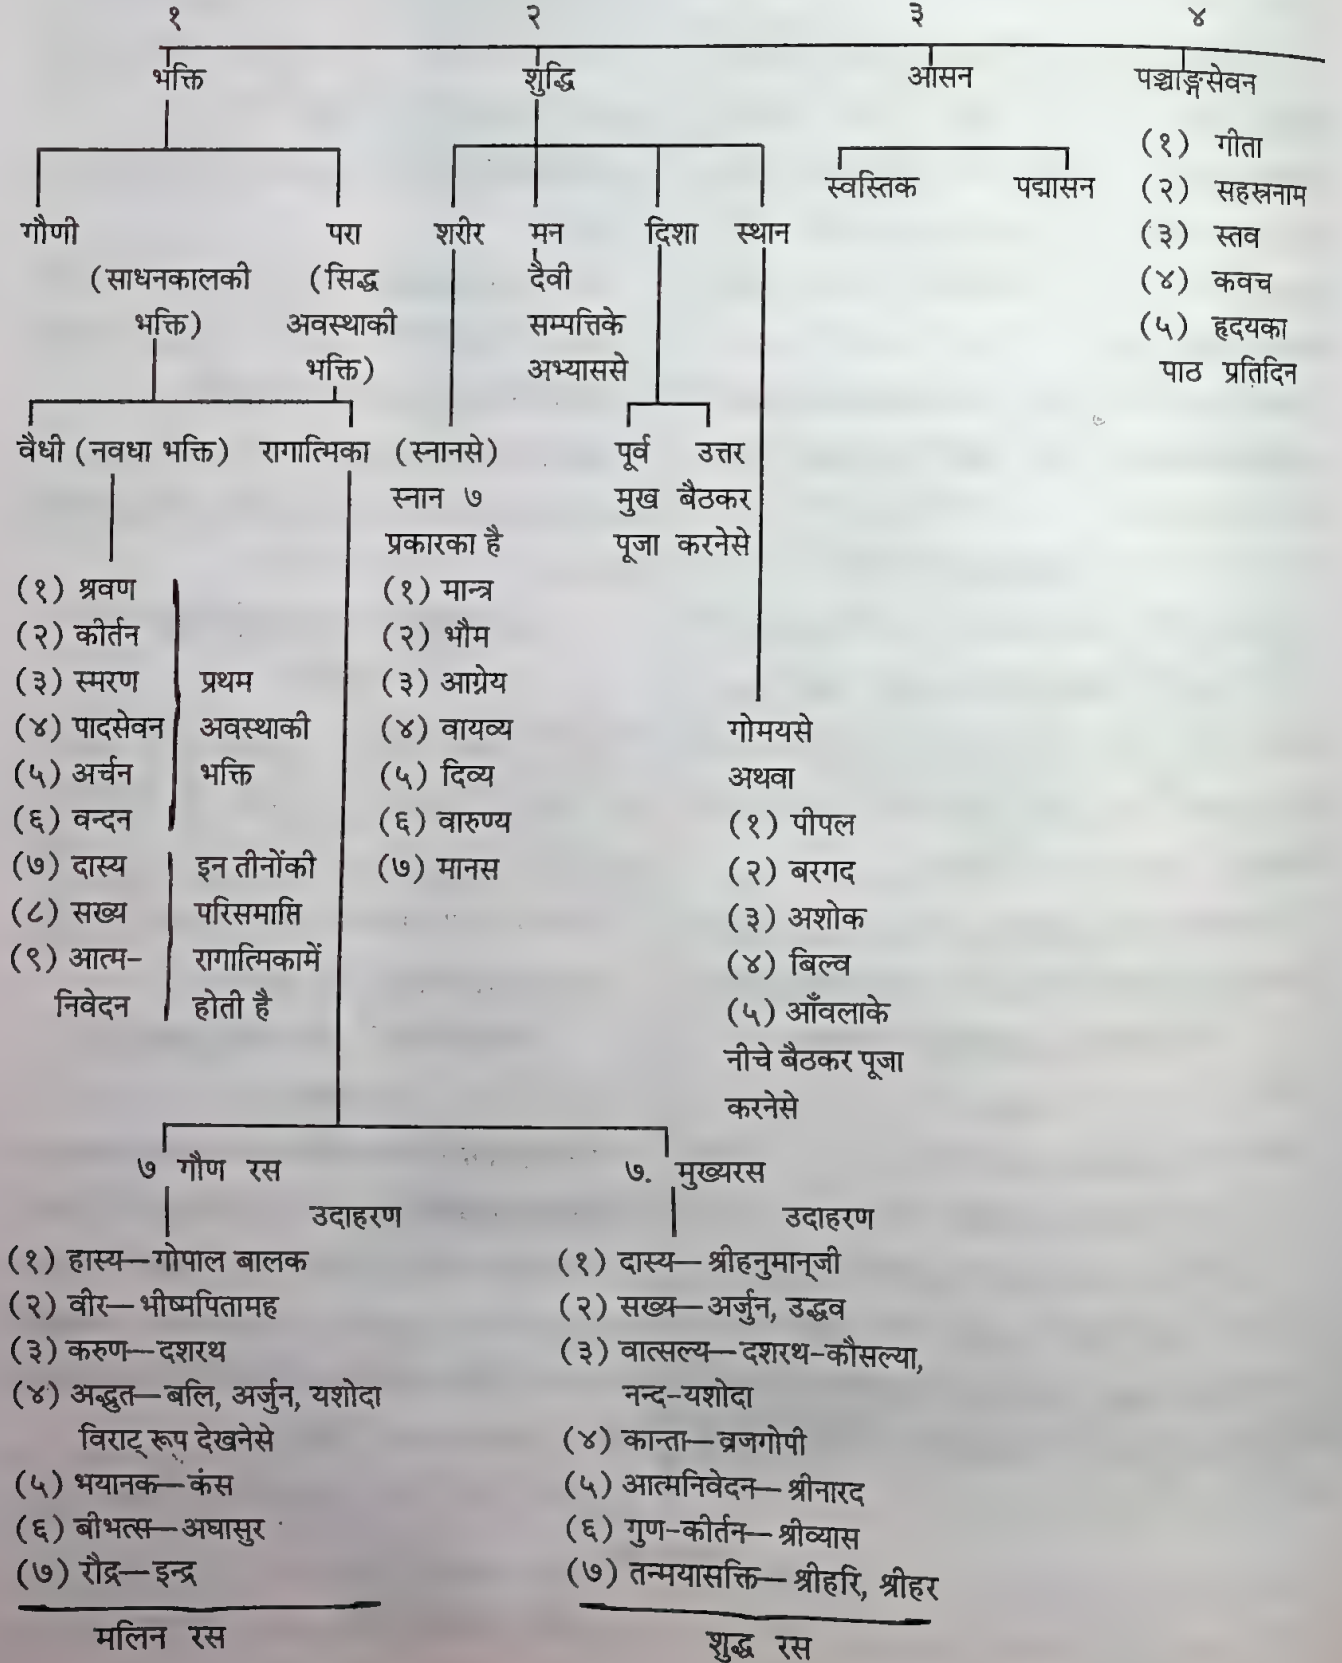 १ २ ३ ४
भक्ति शुद्धि आसन पञ्चाङ्गसेवन
गौणी
(साधनकालकी
भक्ति)
परा
(सिद्ध
अवस्थाकी
भक्ति)
वैधी (नवधा भक्ति) रागात्मिका
(१) श्रवण
(२) कीर्तन
(३) स्मरण
(४) पादसेवन
(५) अर्चन
(६) वन्दन
प्रथम
अवस्थाकी
भक्ति
(७) दास्य
(८) सख्य
(९) आत्म-
निवेदन
इन तीनोंकी
परिसमाप्ति
रागात्मिकामें
होती है
७ गौण रस
उदाहरण
(१) हास्य—गोपाल बालक
(२) वीर—भीष्मपितामह
(३) करुण—दशरथ
(४) अद्भुत—बलि, अर्जुन, यशोदा
विराट् रूप देखनेसे
(५) भयानक—कंस
(६) बीभत्स—अघासुर
(७) रौद्र—इन्द्र
मलिन रस
७. मुख्यरस
उदाहरण
(१) दास्य—श्रीहनुमान्‌जी
(२) सख्य—अर्जुन, उद्धव
(३) वात्सल्य—दशरथ-कौसल्या,
नन्द-यशोदा
(४) कान्ता—व्रजगोपी
(५) आत्मनिवेदन—श्रीनारद
(६) गुण-कीर्तन—श्रीव्यास
(७) तन्मयासक्ति—श्रीहरि, श्रीहर
शुद्ध रस
शरीर
(स्नानसे)
स्नान ७
प्रकारका है
(१) मान्त्र
(२) भौम
(३) आग्नेय
(४) वायव्य
(५) दिव्य
(६) वारुण्य
(७) मानस
मन
दैवी
सम्पत्तिके
अभ्याससे
दिशा
पूर्व उत्तर
मुख बैठकर
पूजा करनेसे
स्थान
गोमयसे
अथवा
(१) पीपल
(२) बरगद
(३) अशोक
(४) बिल्व
(५) आँवलाके
नीचे बैठकर पूजा
करनेसे
स्वस्तिक पद्मासन
(१) गीता
(२) सहस्रनाम
(३) स्तव
(४) कवच
(५) हृदयका
पाठ प्रतिदिन